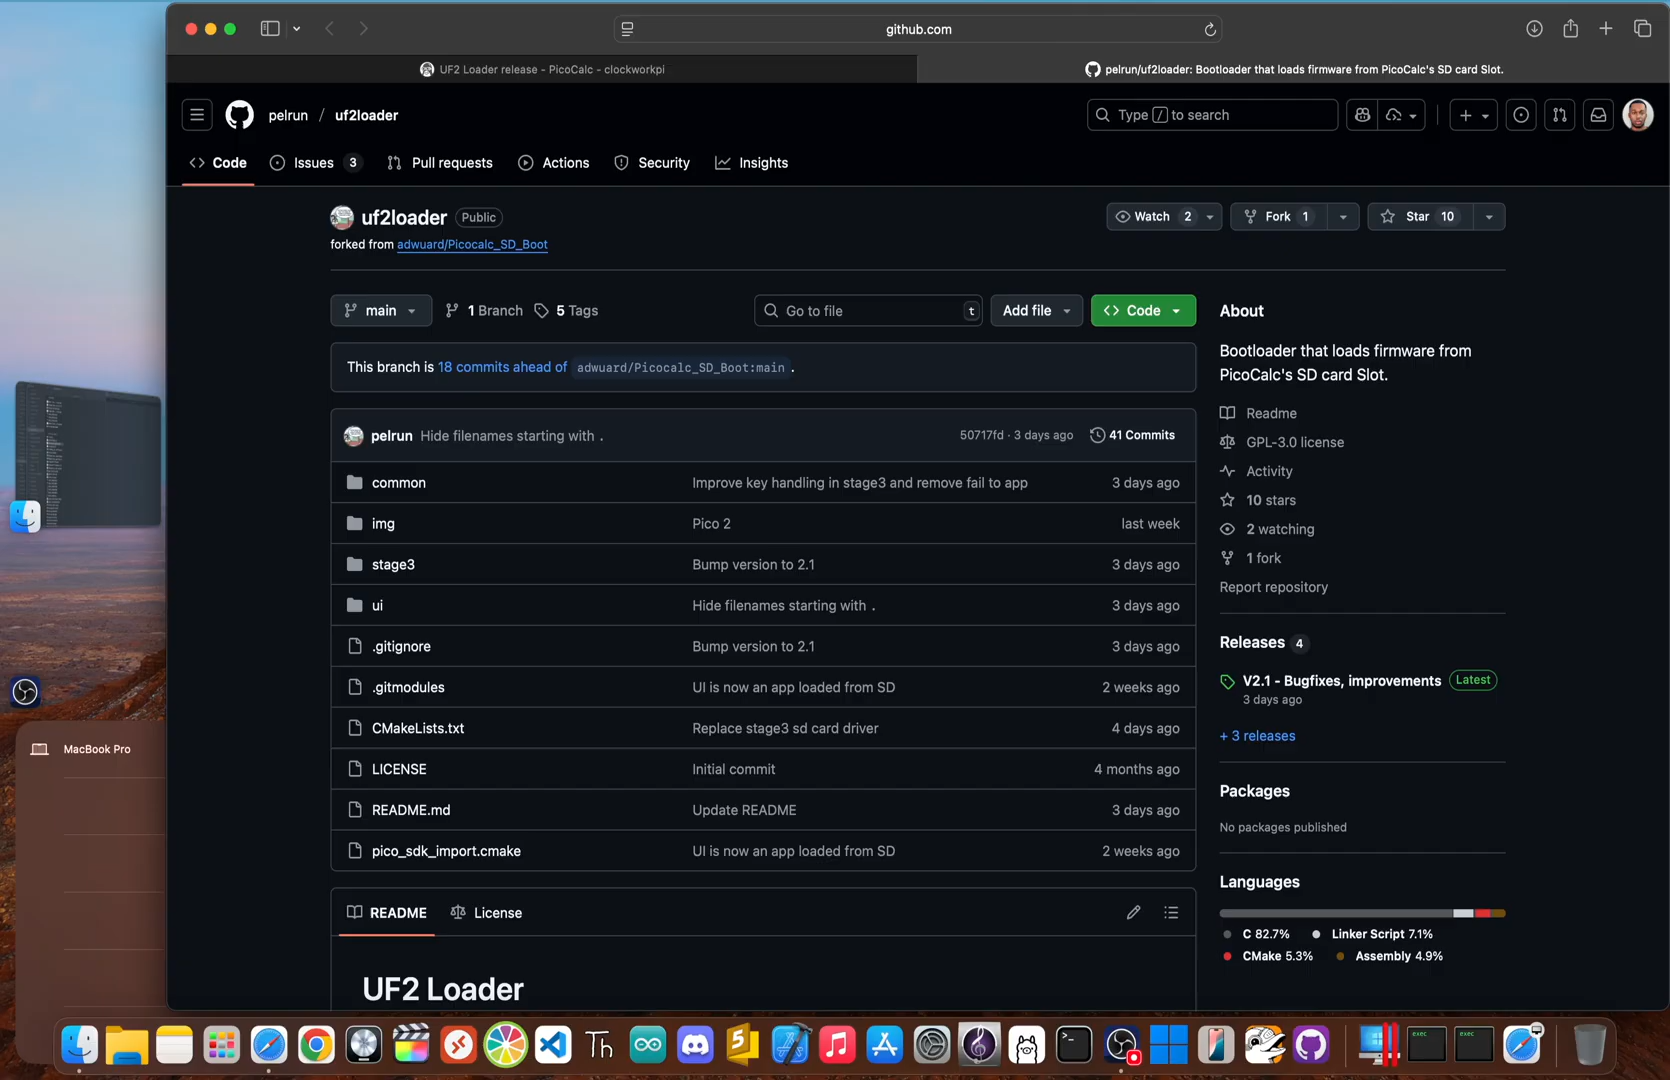 github.com
UF2 Loader release - PicoCalc - clockworkpi
pelrun/uf2loader: Bootloader that loads firmware from PicoCalc's SD card Slot.
pelrun / uf2loader
Type / to search
Code
Issues 3
Pull requests
Actions
Security
Insights
uf2loader Public
Watch 2
Fork 1
Star 10
forked from adwuard/Picocalc_SD_Boot
main
1 Branch
5 Tags
Go to file t
Add file
Code
This branch is 18 commits ahead of adwuard/Picocalc_SD_Boot:main .
pelrun Hide filenames starting with . 50717fd · 3 days ago 41 Commits
common Improve key handling in stage3 and remove fail to app 3 days ago
img Pico 2 last week
stage3 Bump version to 2.1 3 days ago
ui Hide filenames starting with . 3 days ago
.gitignore Bump version to 2.1 3 days ago
.gitmodules UI is now an app loaded from SD 2 weeks ago
CMakeLists.txt Replace stage3 sd card driver 4 days ago
LICENSE Initial commit 4 months ago
README.md Update README 3 days ago
pico_sdk_import.cmake UI is now an app loaded from SD 2 weeks ago
README
License
UF2 Loader
About
Bootloader that loads firmware from
PicoCalc's SD card Slot.
Readme
GPL-3.0 license
Activity
10 stars
2 watching
1 fork
Report repository
Releases 4
V2.1 - Bugfixes, improvements Latest
3 days ago
+ 3 releases
Packages
No packages published
Languages
C 82.7% Linker Script 7.1%
CMake 5.3% Assembly 4.9%
MacBook Pro
Th
exec
exec